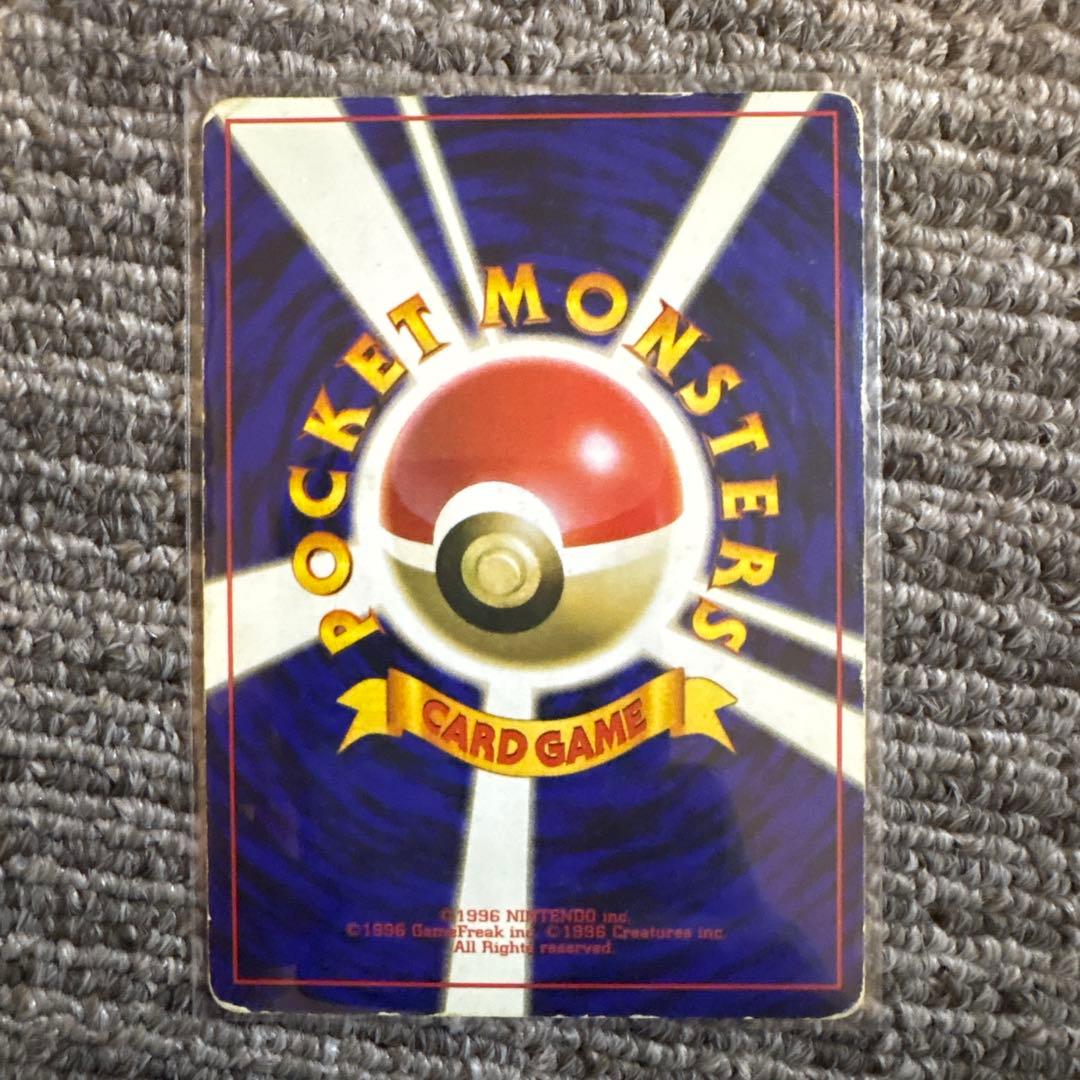 POCKET MONSTERS
CARD GAME
©1996 NINTENDO inc.
©1996 GameFreak inc. ©1996 Creatures inc.
All Rights reserved.